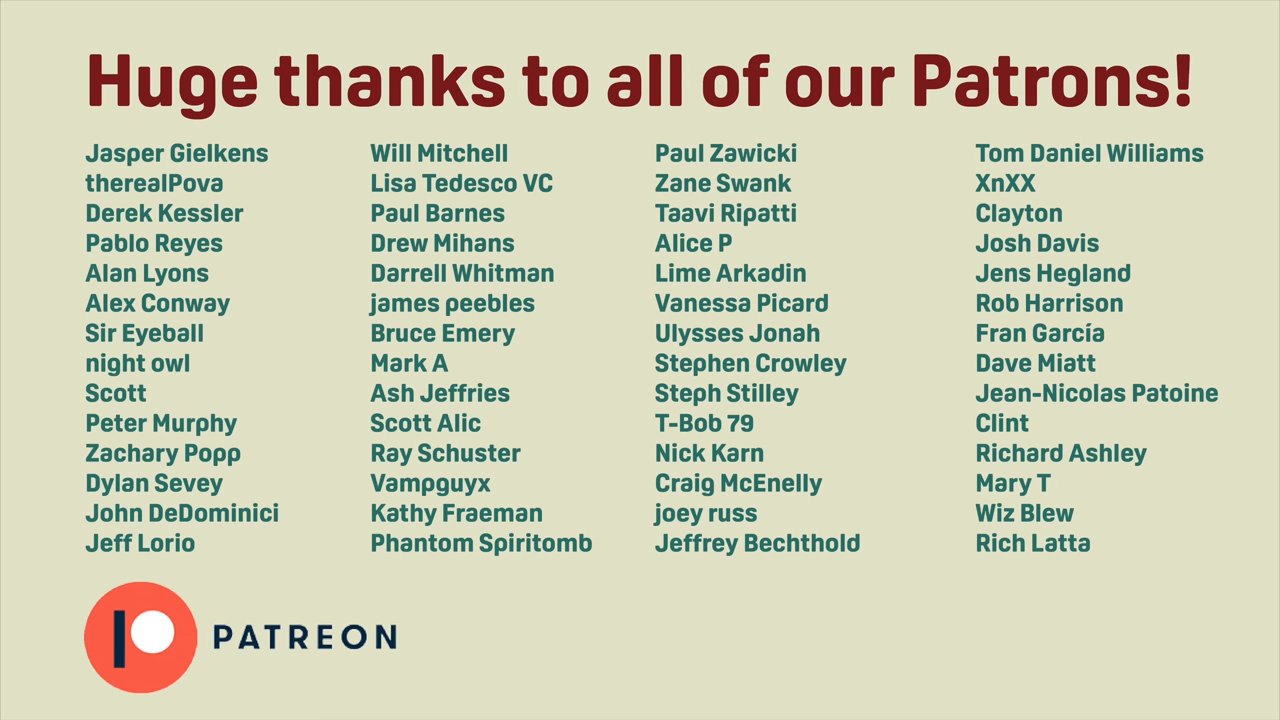 Huge thanks to all of our Patrons!
Jasper Gielkens
therealPova
Derek Kessler
Pablo Reyes
Alan Lyons
Alex Conway
Sir Eyeball
night owl
Scott
Peter Murphy
Zachary Popp
Dylan Sevey
John DeDominici
Jeff Lorio
Will Mitchell
Lisa Tedesco VC
Paul Barnes
Drew Mihans
Darrell Whitman
james peebles
Bruce Emery
Mark A
Ash Jeffries
Scott Alic
Ray Schuster
Vampguyx
Kathy Fraeman
Phantom Spiritomb
Paul Zawicki
Zane Swank
Taavi Ripatti
Alice P
Lime Arkadin
Vanessa Picard
Ulysses Jonah
Stephen Crowley
Steph Stilley
T-Bob 79
Nick Karn
Craig McEnelly
joey russ
Jeffrey Bechthold
Tom Daniel Williams
XnXX
Clayton
Josh Davis
Jens Hegland
Rob Harrison
Fran García
Dave Miatt
Jean-Nicolas Patoine
Clint
Richard Ashley
Mary T
Wiz Blew
Rich Latta
PATREON